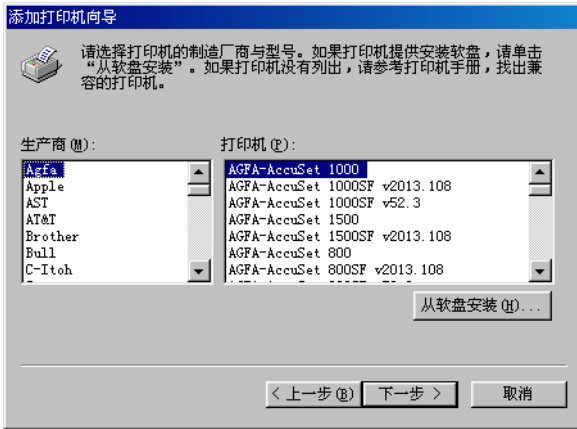 添加打印机向导
请选择打印机的制造厂商与型号。如果打印机提供安装软盘，请单击
“从软盘安装”。如果打印机没有列出，请参考打印机手册，找出兼
容的打印机。
生产商(M):
打印机(P):
Agfa
Apple
AST
AT&T
Brother
Bull
C-Itoh
AGFA-AccuSet 1000
AGFA-AccuSet 1000SF v2013.108
AGFA-AccuSet 1000SF v52.3
AGFA-AccuSet 1500
AGFA-AccuSet 1500SF v2013.108
AGFA-AccuSet 800
AGFA-AccuSet 800SF v2013.108
从软盘安装(H)...
< 上一步(B)
下一步 >
取消